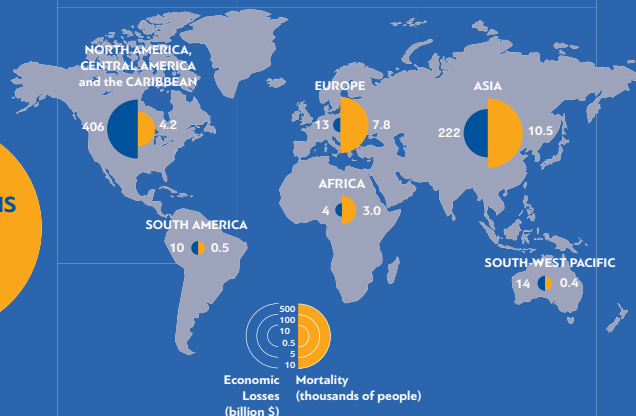 NORTH AMERICA,
CENTRAL AMERICA
and the CARIBBEAN
406 4.2
EUROPE
13 7.8
ASIA
222 10.5
AFRICA
4 3.0
SOUTH AMERICA
10 0.5
SOUTH-WEST PACIFIC
14 0.4
500
100
10
0.5
5
10
Economic
Losses
(billion $)
Mortality
(thousands of people)